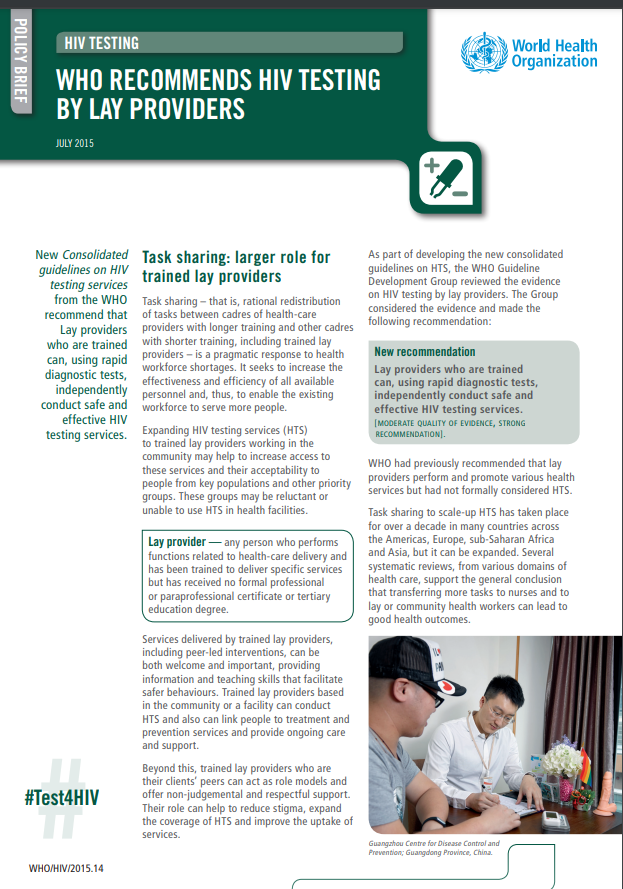 POLICY BRIEF
HIV TESTING
WHO RECOMMENDS HIV TESTING
BY LAY PROVIDERS
JULY 2015
World Health
Organization
New Consolidated
guidelines on HIV
testing services
from the WHO
recommend that
Lay providers
who are trained
can, using rapid
diagnostic tests,
independently
conduct safe and
effective HIV
testing services.
#Test4HIV
#
WHO/HIV/2015.14
Task sharing: larger role for
trained lay providers
Task sharing – that is, rational redistribution
of tasks between cadres of health-care
providers with longer training and other cadres
with shorter training, including trained lay
providers – is a pragmatic response to health
workforce shortages. It seeks to increase the
effectiveness and efficiency of all available
personnel and, thus, to enable the existing
workforce to serve more people.
Expanding HIV testing services (HTS)
to trained lay providers working in the
community may help to increase access to
these services and their acceptability to
people from key populations and other priority
groups. These groups may be reluctant or
unable to use HTS in health facilities.
Lay provider — any person who performs
functions related to health-care delivery and
has been trained to deliver specific services
but has received no formal professional
or paraprofessional certificate or tertiary
education degree.
Services delivered by trained lay providers,
including peer-led interventions, can be
both welcome and important, providing
information and teaching skills that facilitate
safer behaviours. Trained lay providers based
in the community or a facility can conduct
HTS and also can link people to treatment and
prevention services and provide ongoing care
and support.
Beyond this, trained lay providers who are
their clients' peers can act as role models and
offer non-judgemental and respectful support.
Their role can help to reduce stigma, expand
the coverage of HTS and improve the uptake of
services.
As part of developing the new consolidated
guidelines on HTS, the WHO Guideline
Development Group reviewed the evidence
on HIV testing by lay providers. The Group
considered the evidence and made the
following recommendation:
New recommendation
Lay providers who are trained
can, using rapid diagnostic tests,
independently conduct safe and
effective HIV testing services.
[MODERATE QUALITY OF EVIDENCE, STRONG
RECOMMENDATION].
WHO had previously recommended that lay
providers perform and promote various health
services but had not formally considered HTS.
Task sharing to scale-up HTS has taken place
for over a decade in many countries across
the Americas, Europe, sub-Saharan Africa
and Asia, but it can be expanded. Several
systematic reviews, from various domains of
health care, support the general conclusion
that transferring more tasks to nurses and to
lay or community health workers can lead to
good health outcomes.
Guangzhou Centre for Disease Control and
Prevention; Guangdong Province, China.